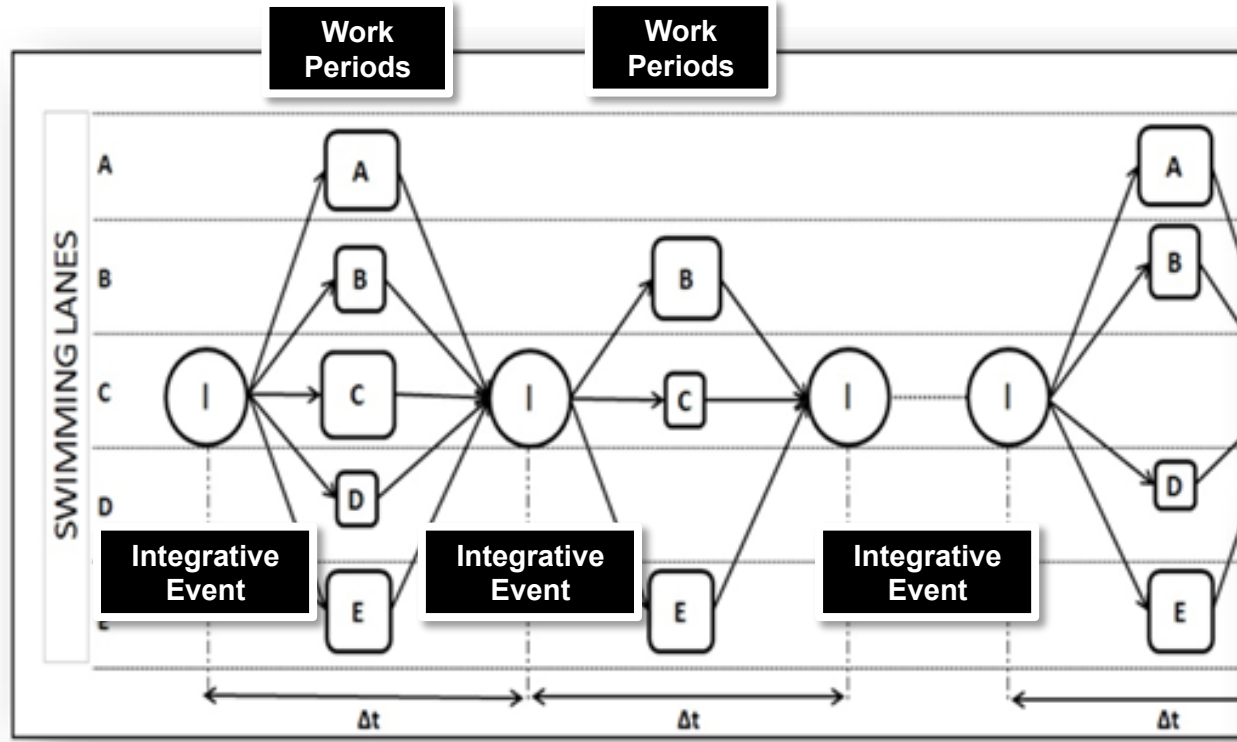 Work
Periods
Work
Periods
SWIMMING LANES
A
B
C
D
E
A
B
C
D
E
B
C
E
A
B
D
E
I
I
I
I
Integrative
Event
Integrative
Event
Integrative
Event
Δt
Δt
Δt